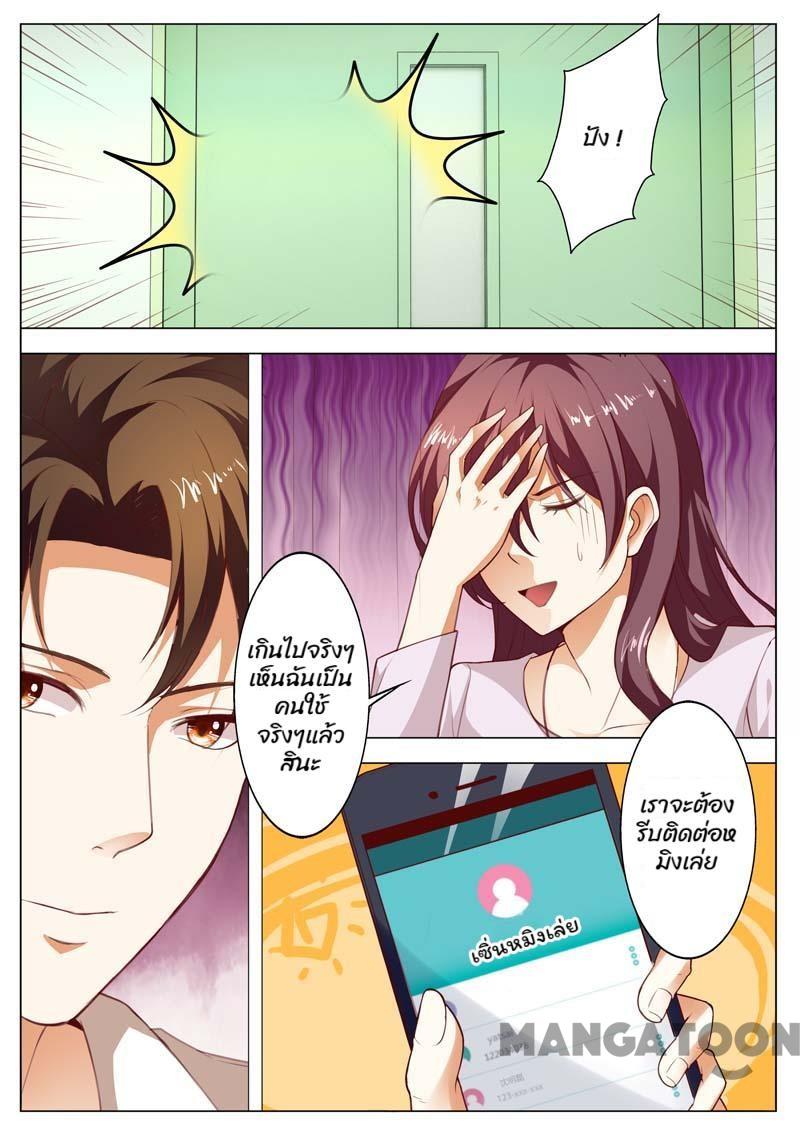 ปัง !
เกินไปจริงๆ
เห็นฉันเป็น
คนใช้
จริงๆแล้ว
สินะ
เราจะต้อง
รีบติดต่อห
มิงเล่ย
เซิ่นหมิงเล่ย
MANGATOON
123-xxx-xxx